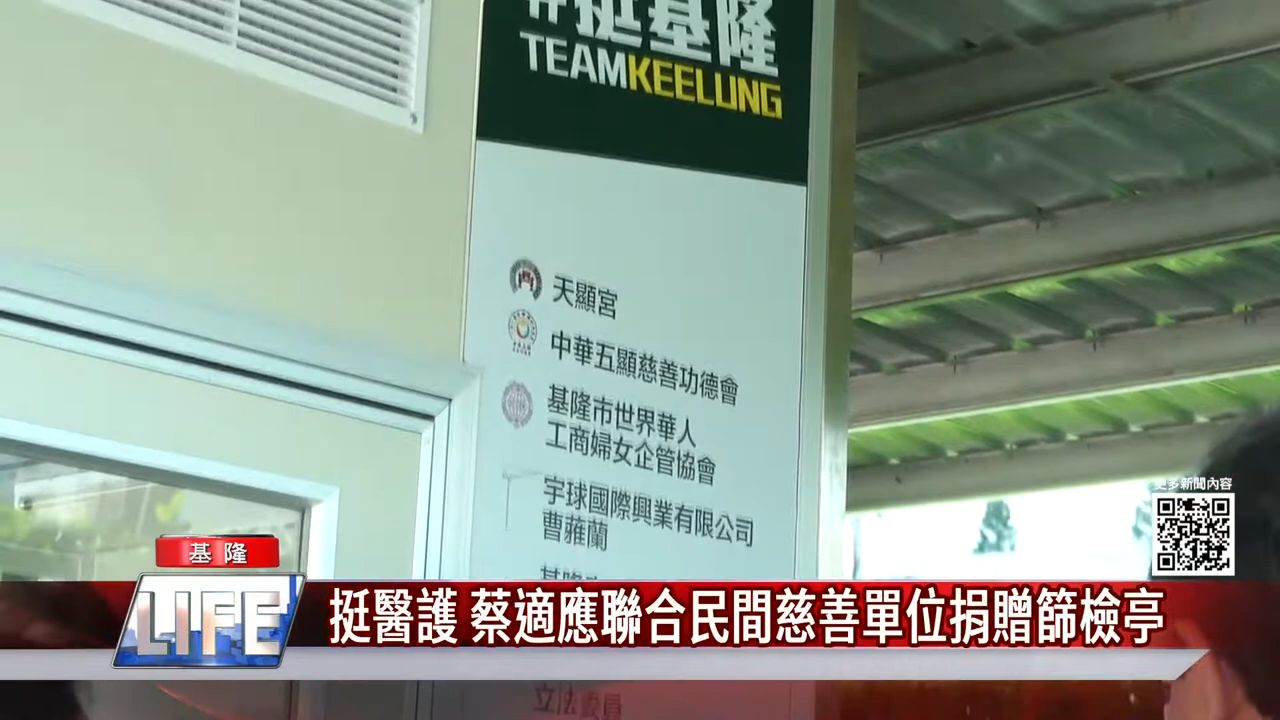 #挺基隆
TEAMKEELUNG
天顯宮
中華五顯慈善功德會
基隆市世界華人
工商婦女企管協會
宇球國際興業有限公司
曹蕥蘭
更多新聞內容
基隆
LIFE
挺醫護 蔡適應聯合民間慈善單位捐贈篩檢亭
立法委員